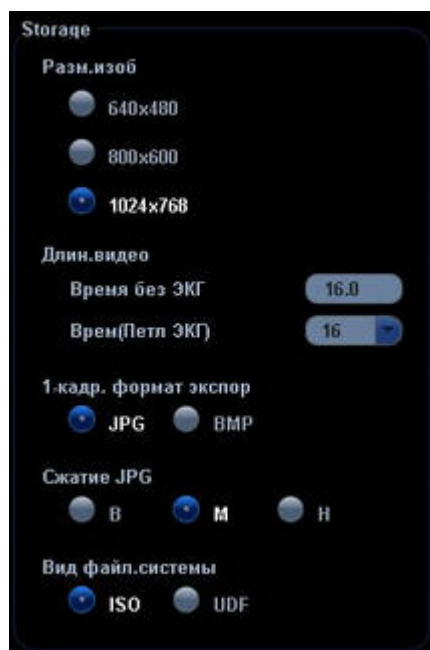 Storage
Разм.изоб
640x480
800x600
1024x768
Длин.видео
Время без ЭКГ 16.0
Врем(Петл ЭКГ) 16
1-кадр. формат экспор
JPG BMP
Сжатие JPG
В М Н
Вид файл.системы
ISO UDF